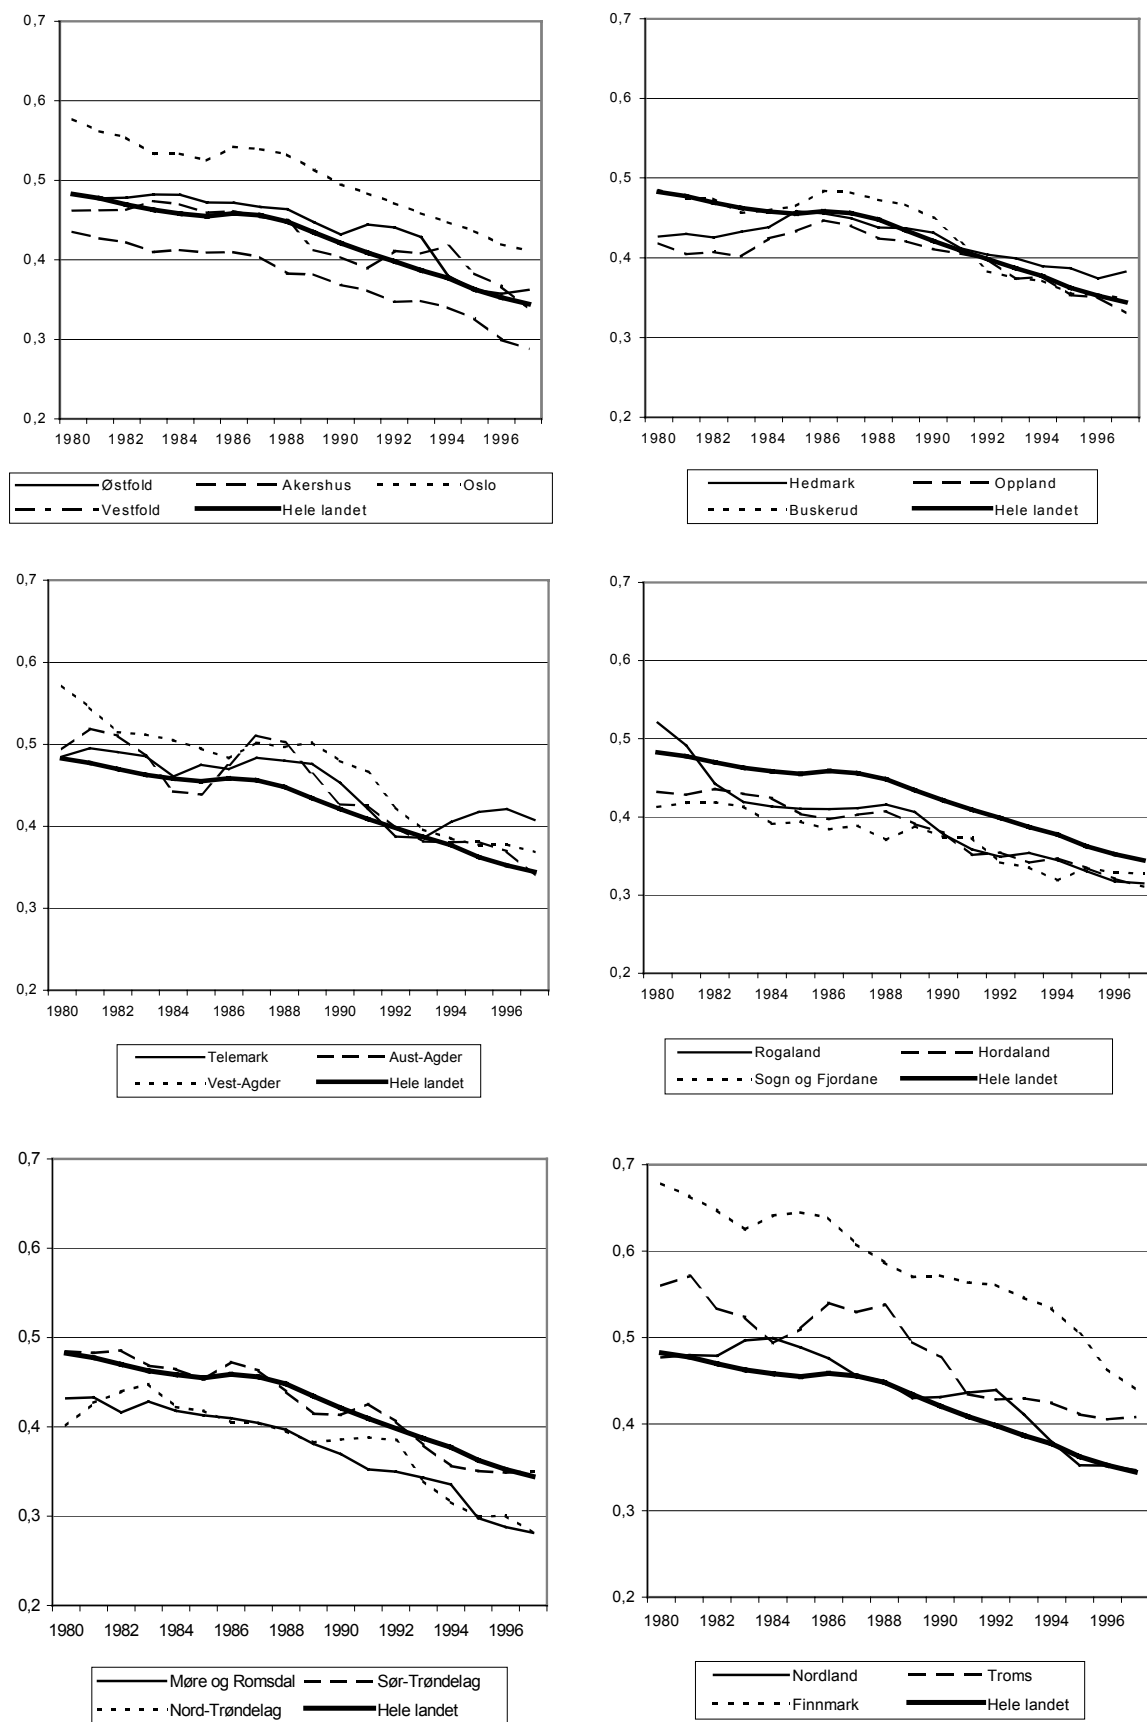 0,7
0,6
0,5
0,4
0,3
0,2
1980 1982 1984 1986 1988 1990 1992 1994 1996
Østfold Akershus Oslo
Vestfold Hele landet
0,7
0,6
0,5
0,4
0,3
0,2
1980 1982 1984 1986 1988 1990 1992 1994 1996
Hedmark Oppland
Buskerud Hele landet
0,7
0,6
0,5
0,4
0,3
0,2
1980 1982 1984 1986 1988 1990 1992 1994 1996
Telemark Aust-Agder
Vest-Agder Hele landet
0,7
0,6
0,5
0,4
0,3
0,2
1980 1982 1984 1986 1988 1990 1992 1994 1996
Rogaland Hordaland
Sogn og Fjordane Hele landet
0,7
0,6
0,5
0,4
0,3
0,2
1980 1982 1984 1986 1988 1990 1992 1994 1996
Møre og Romsdal Sør-Trøndelag
Nord-Trøndelag Hele landet
0,7
0,6
0,5
0,4
0,3
0,2
1980 1982 1984 1986 1988 1990 1992 1994 1996
Nordland Troms
Finnmark Hele landet